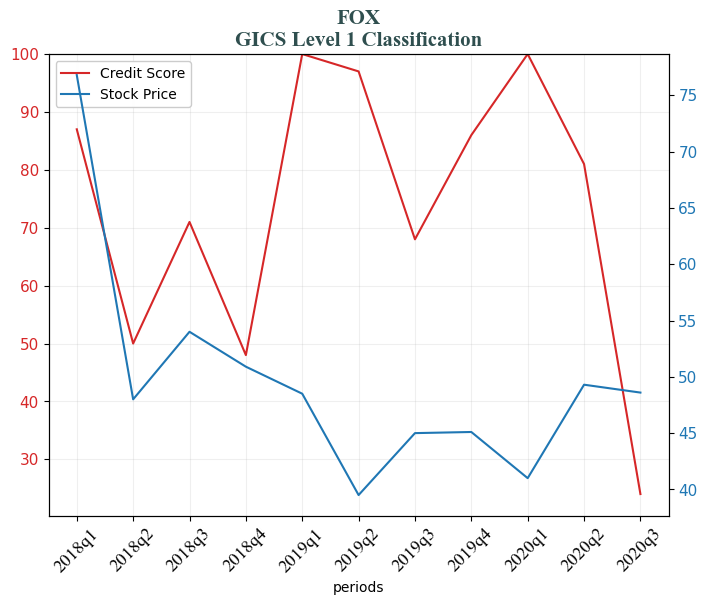 FOX
GICS Level 1 Classification
Credit Score
Stock Price
100
90
80
70
60
50
40
30
75
70
65
60
55
50
45
40
2018q1
2018q2
2018q3
2018q4
2019q1
2019q2
2019q3
2019q4
2020q1
2020q2
2020q3
periods